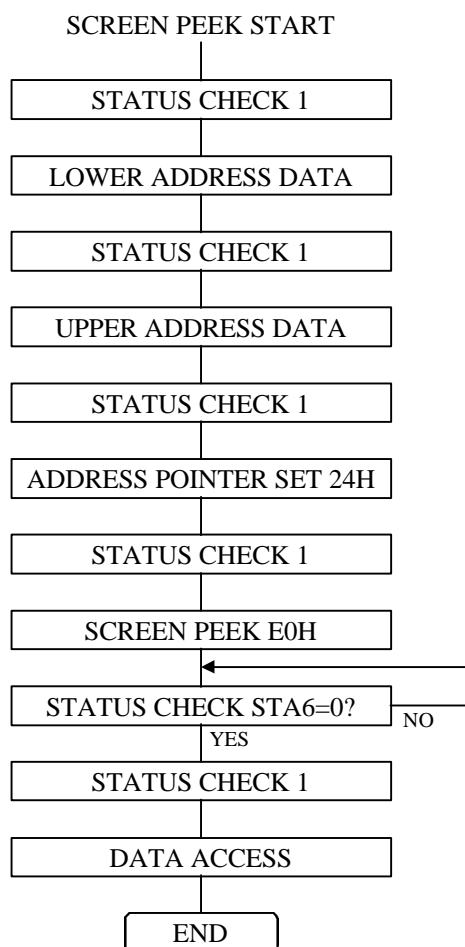 SCREEN PEEK START
STATUS CHECK 1
LOWER ADDRESS DATA
STATUS CHECK 1
UPPER ADDRESS DATA
STATUS CHECK 1
ADDRESS POINTER SET 24H
STATUS CHECK 1
SCREEN PEEK E0H
STATUS CHECK STA6=0?
NO
YES
STATUS CHECK 1
DATA ACCESS
END